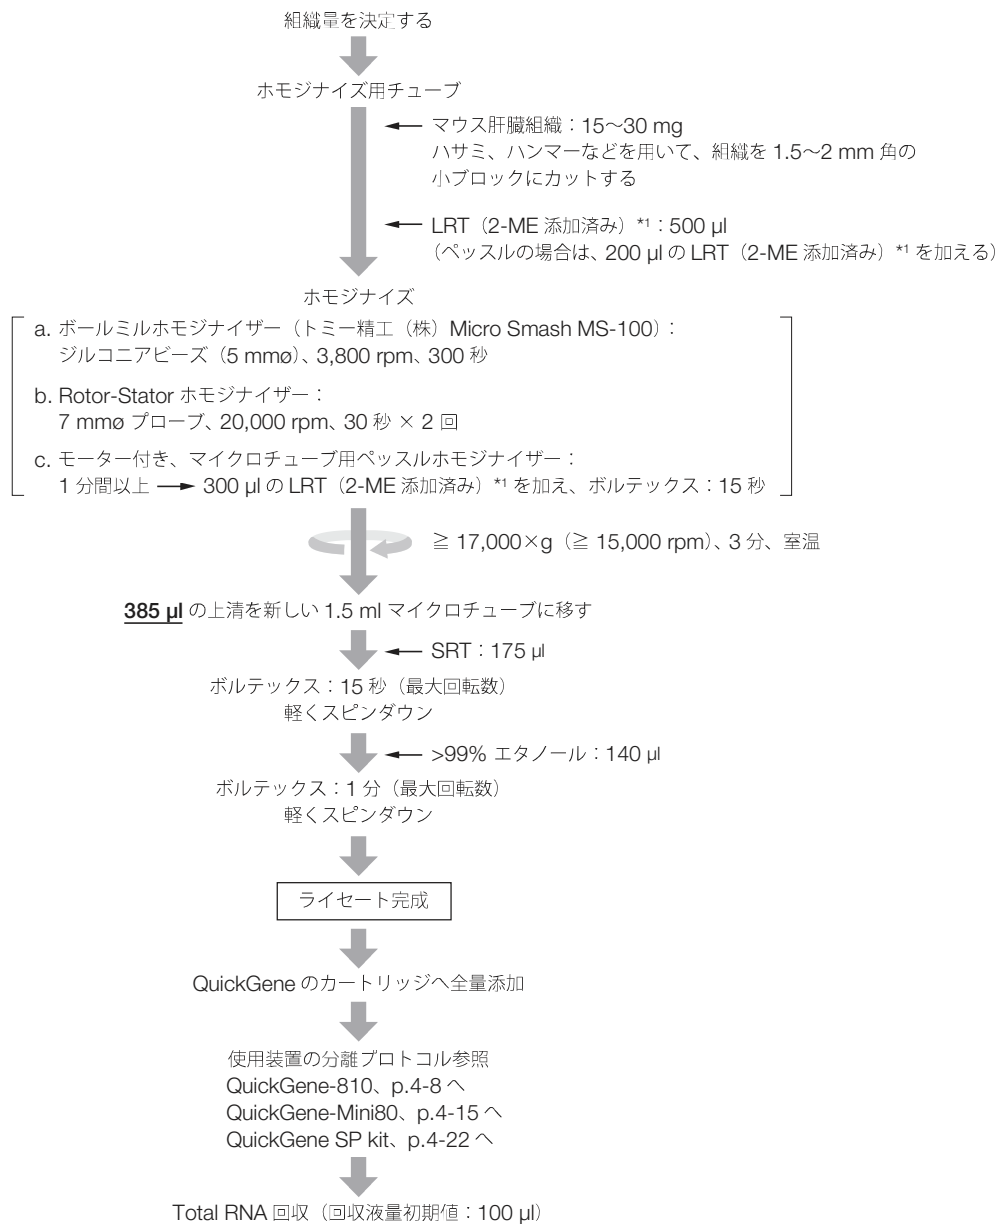 組織量を決定する
ホモジナイズ用チューブ
マウス肝臓組織：15〜30 mg
ハサミ、ハンマーなどを用いて、組織を 1.5〜2 mm 角の
小ブロックにカットする
LRT（2-ME 添加済み）*1：500 µl
（ペッスルの場合は、200 µl の LRT（2-ME 添加済み）*1 を加える）
ホモジナイズ
a. ボールミルホモジナイザー（トミー精工（株）Micro Smash MS-100）：
ジルコニアビーズ（5 mmø）、3,800 rpm、300 秒
b. Rotor-Stator ホモジナイザー：
7 mmø プローブ、20,000 rpm、30 秒 × 2 回
c. モーター付き、マイクロチューブ用ペッスルホモジナイザー：
1 分間以上 → 300 µl の LRT（2-ME 添加済み）*1 を加え、ボルテックス：15 秒
≧ 17,000×g（≧ 15,000 rpm）、3 分、室温
385 µl の上清を新しい 1.5 ml マイクロチューブに移す
SRT：175 µl
ボルテックス：15 秒（最大回転数）
軽くスピンダウン
>99% エタノール：140 µl
ボルテックス：1 分（最大回転数）
軽くスピンダウン
ライセート完成
QuickGene のカートリッジへ全量添加
使用装置の分離プロトコル参照
QuickGene-810、p.4-8 へ
QuickGene-Mini80、p.4-15 へ
QuickGene SP kit、p.4-22 へ
Total RNA 回収（回収液量初期値：100 µl）